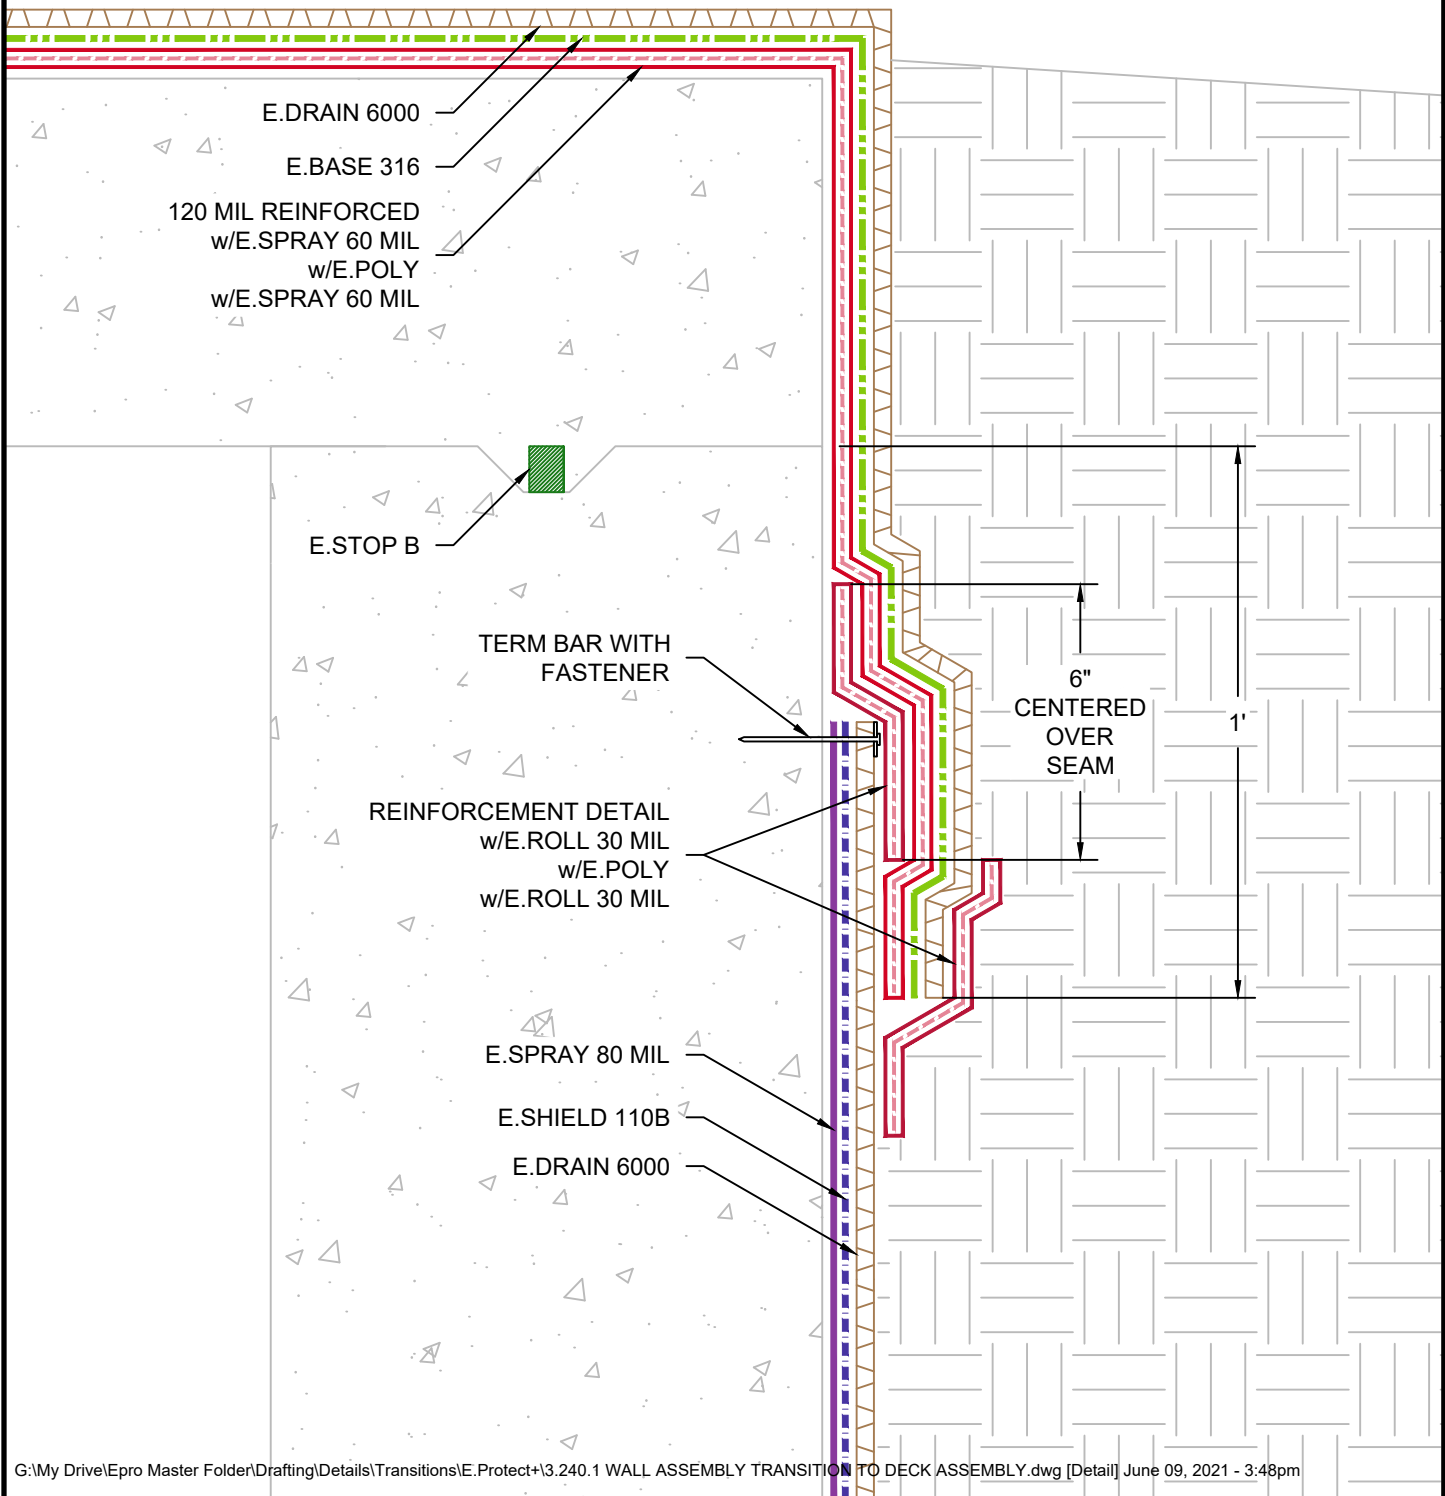 E.DRAIN 6000
E.BASE 316
120 MIL REINFORCED
w/E.SPRAY 60 MIL
w/E.POLY
w/E.SPRAY 60 MIL
E.STOP B
TERM BAR WITH
FASTENER
6"
CENTERED
OVER
SEAM
1'
REINFORCEMENT DETAIL
w/E.ROLL 30 MIL
w/E.POLY
w/E.ROLL 30 MIL
E.SPRAY 80 MIL
E.SHIELD 110B
E.DRAIN 6000
G:\My Drive\Epro Master Folder\Drafting\Details\Transitions\E.Protect+\3.240.1 WALL ASSEMBLY TRANSITION TO DECK ASSEMBLY.dwg [Detail] June 09, 2021 - 3:48pm